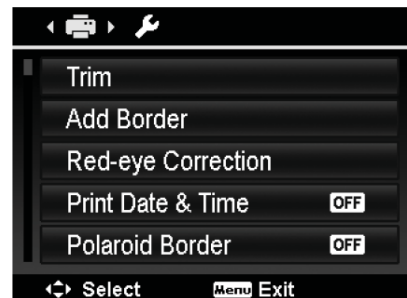 Trim
Add Border
Red-eye Correction
Print Date & Time OFF
Polaroid Border OFF
Select Menu Exit